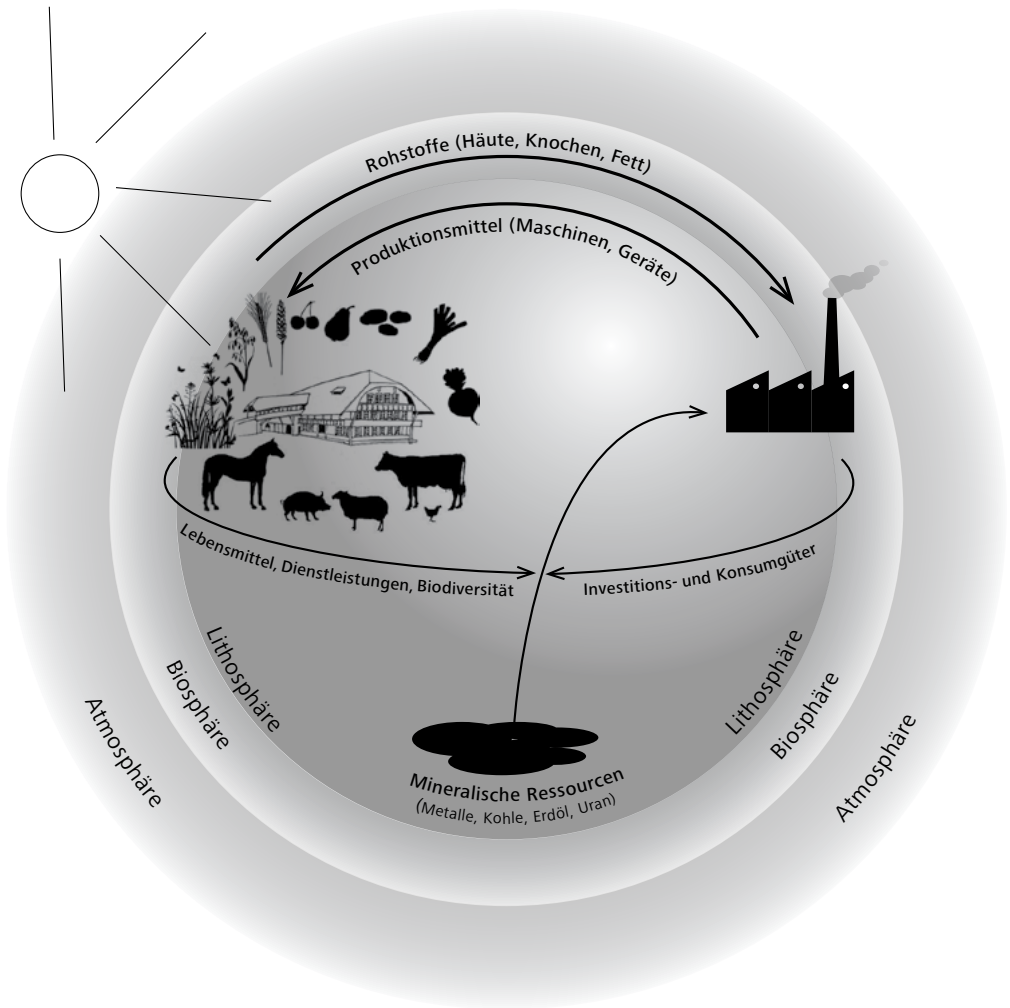 Rohstoffe (Häute, Knochen, Fett)
Produktionsmittel (Maschinen, Geräte)
Lebensmittel, Dienstleistungen, Biodiversität
Investitions- und Konsumgüter
Lithosphäre
Biosphäre
Atmosphäre
Lithosphäre
Biosphäre
Atmosphäre
Mineralische Ressourcen
(Metalle, Kohle, Erdöl, Uran)